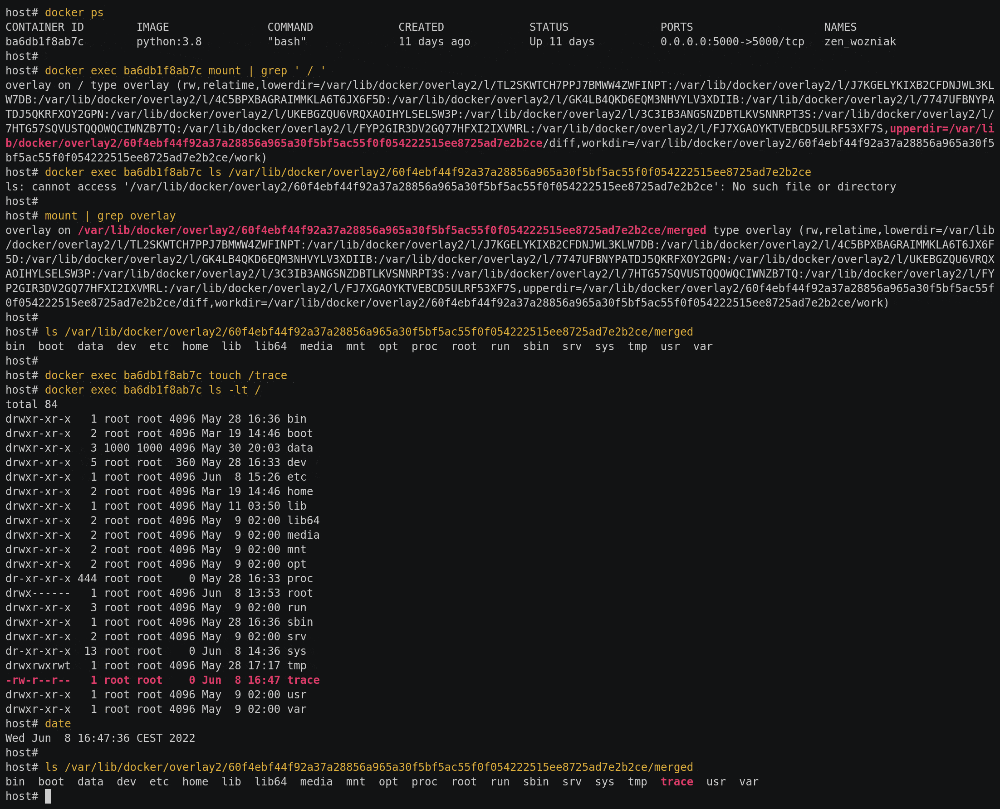 host# docker ps
CONTAINER ID        IMAGE               COMMAND             CREATED             STATUS              PORTS                    NAMES
ba6db1f8ab7c        python:3.8          "bash"              11 days ago         Up 11 days          0.0.0.0:5000->5000/tcp   zen_wozniak
host#
host# docker exec ba6db1f8ab7c mount | grep ' / '
overlay on / type overlay (rw,relatime,lowerdir=/var/lib/docker/overlay2/l/TL2SKWTCH7PPJ7BMWW4ZWFINPT:/var/lib/docker/overlay2/l/J7KGELYKIXB2CFDNJWL3KL
W7DB:/var/lib/docker/overlay2/l/4C5BPXBAGRAIMMKLA6T6JX6F5D:/var/lib/docker/overlay2/l/GK4LB4QKD6EQM3NHVYLV3XDIIB:/var/lib/docker/overlay2/l/7747UFBNYPA
TDJ5QKRFXOY2GPN:/var/lib/docker/overlay2/l/UKEBGZQU6VRQXAOIHYLSELSW3P:/var/lib/docker/overlay2/l/3C3IB3ANGSNZDBTLKVSNNRPT3S:/var/lib/docker/overlay2/l/
7HTG57SQVUSTQQOWQCIWNZB7TQ:/var/lib/docker/overlay2/l/FYP2GIR3DV2GQ77HFXI2IXVMRL:/var/lib/docker/overlay2/l/FJ7XGAOYKTVEBCD5ULRF53XF7S,upperdir=/var/li
b/docker/overlay2/60f4ebf44f92a37a28856a965a30f5bf5ac55f0f054222515ee8725ad7e2b2ce/diff,workdir=/var/lib/docker/overlay2/60f4ebf44f92a37a28856a965a30f5
bf5ac55f0f054222515ee8725ad7e2b2ce/work)
host# docker exec ba6db1f8ab7c ls /var/lib/docker/overlay2/60f4ebf44f92a37a28856a965a30f5bf5ac55f0f054222515ee8725ad7e2b2ce
ls: cannot access '/var/lib/docker/overlay2/60f4ebf44f92a37a28856a965a30f5bf5ac55f0f054222515ee8725ad7e2b2ce': No such file or directory
host#
host# mount | grep overlay
overlay on /var/lib/docker/overlay2/60f4ebf44f92a37a28856a965a30f5bf5ac55f0f054222515ee8725ad7e2b2ce/merged type overlay (rw,relatime,lowerdir=/var/lib
/docker/overlay2/l/TL2SKWTCH7PPJ7BMWW4ZWFINPT:/var/lib/docker/overlay2/l/J7KGELYKIXB2CFDNJWL3KLW7DB:/var/lib/docker/overlay2/l/4C5BPXBAGRAIMMKLA6T6JX6F
5D:/var/lib/docker/overlay2/l/GK4LB4QKD6EQM3NHVYLV3XDIIB:/var/lib/docker/overlay2/l/7747UFBNYPATDJ5QKRFXOY2GPN:/var/lib/docker/overlay2/l/UKEBGZQU6VRQX
AOIHYLSELSW3P:/var/lib/docker/overlay2/l/3C3IB3ANGSNZDBTLKVSNNRPT3S:/var/lib/docker/overlay2/l/7HTG57SQVUSTQQOWQCIWNZB7TQ:/var/lib/docker/overlay2/l/FY
P2GIR3DV2GQ77HFXI2IXVMRL:/var/lib/docker/overlay2/l/FJ7XGAOYKTVEBCD5ULRF53XF7S,upperdir=/var/lib/docker/overlay2/60f4ebf44f92a37a28856a965a30f5bf5ac55f
0f054222515ee8725ad7e2b2ce/diff,workdir=/var/lib/docker/overlay2/60f4ebf44f92a37a28856a965a30f5bf5ac55f0f054222515ee8725ad7e2b2ce/work)
host#
host# ls /var/lib/docker/overlay2/60f4ebf44f92a37a28856a965a30f5bf5ac55f0f054222515ee8725ad7e2b2ce/merged
bin  boot  data  dev  etc  home  lib  lib64  media  mnt  opt  proc  root  run  sbin  srv  sys  tmp  usr  var
host#
host# docker exec ba6db1f8ab7c touch /trace
host# docker exec ba6db1f8ab7c ls -lt /
total 84
drwxr-xr-x   1 root root 4096 May 28 16:36 bin
drwxr-xr-x   2 root root 4096 Mar 19 14:46 boot
drwxr-xr-x   3 1000 1000 4096 May 30 20:03 data
drwxr-xr-x   5 root root  360 May 28 16:33 dev
drwxr-xr-x   1 root root 4096 Jun  8 15:26 etc
drwxr-xr-x   2 root root 4096 Mar 19 14:46 home
drwxr-xr-x   1 root root 4096 May 11 03:50 lib
drwxr-xr-x   2 root root 4096 May  9 02:00 lib64
drwxr-xr-x   2 root root 4096 May  9 02:00 media
drwxr-xr-x   2 root root 4096 May  9 02:00 mnt
drwxr-xr-x   2 root root 4096 May  9 02:00 opt
dr-xr-xr-x 444 root root    0 May 28 16:33 proc
drwx------   1 root root 4096 Jun  8 13:53 root
drwxr-xr-x   3 root root 4096 May  9 02:00 run
drwxr-xr-x   1 root root 4096 May 28 16:36 sbin
drwxr-xr-x   2 root root 4096 May  9 02:00 srv
dr-xr-xr-x  13 root root    0 Jun  8 14:36 sys
drwxrwxrwt   1 root root 4096 May 28 17:17 tmp
-rw-r--r--   1 root root    0 Jun  8 16:47 trace
drwxr-xr-x   1 root root 4096 May  9 02:00 usr
drwxr-xr-x   1 root root 4096 May  9 02:00 var
host# date
Wed Jun  8 16:47:36 CEST 2022
host#
host# ls /var/lib/docker/overlay2/60f4ebf44f92a37a28856a965a30f5bf5ac55f0f054222515ee8725ad7e2b2ce/merged
bin  boot  data  dev  etc  home  lib  lib64  media  mnt  opt  proc  root  run  sbin  srv  sys  tmp  trace  usr  var
host#